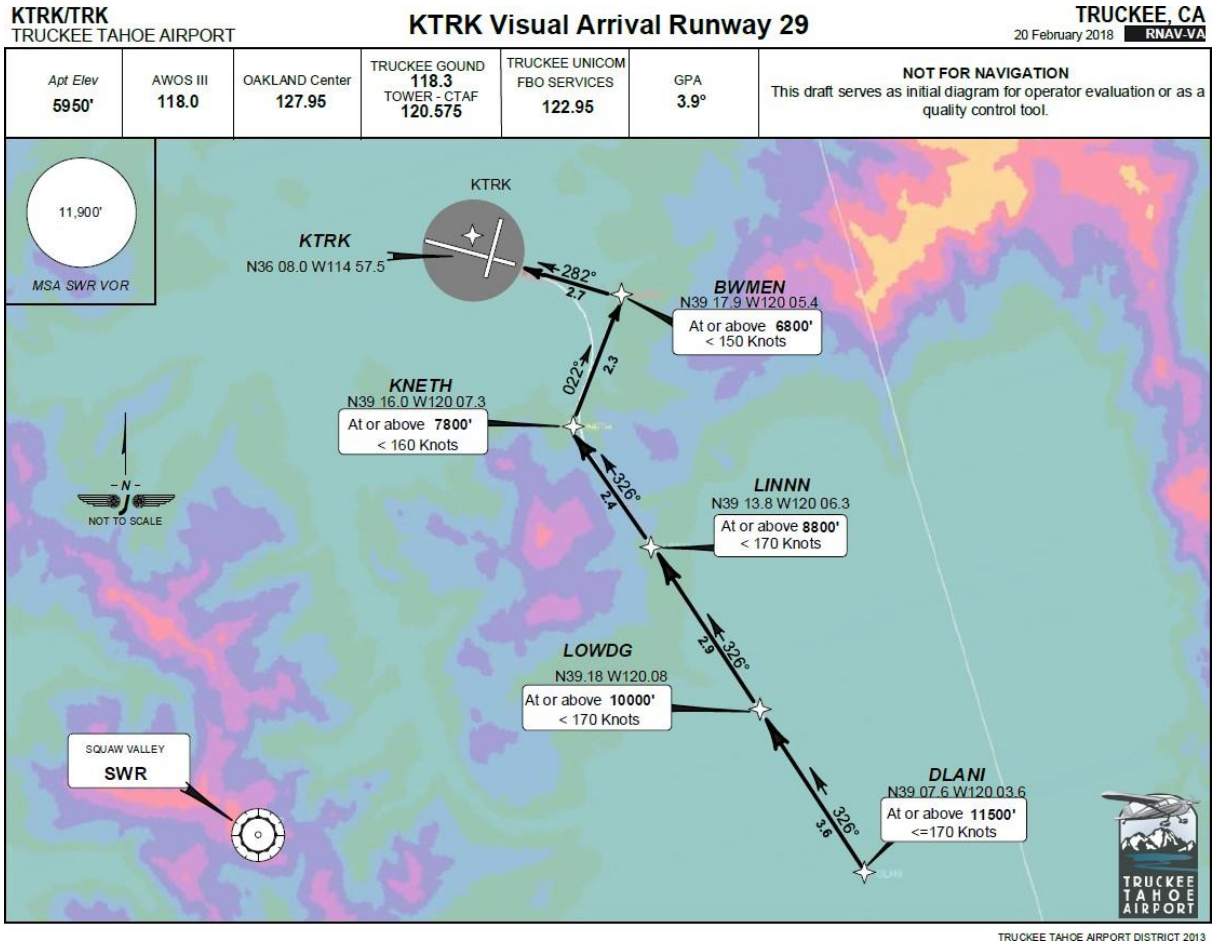 KTRK/TRK
TRUCKEE TAHOE AIRPORT
KTRK Visual Arrival Runway 29
TRUCKEE, CA
20 February 2018 RNAV-VA
Apt Elev
5950'
AWOS III
118.0
OAKLAND Center
127.95
TRUCKEE GOUND
118.3
TOWER - CTAF
120.575
TRUCKEE UNICOM
FBO SERVICES
122.95
GPA
3.9°
NOT FOR NAVIGATION
This draft serves as initial diagram for operator evaluation or as a
quality control tool.
11,900'
MSA SWR VOR
KTRK
KTRK
N36 08.0 W114 57.5
282°
2.7
BWMEN
N39 17.9 W120 05.4
At or above 6800'
< 150 Knots
022°
2.3
KNETH
N39 16.0 W120 07.3
At or above 7800'
< 160 Knots
326°
2.4
LINNN
N39 13.8 W120 06.3
At or above 8800'
< 170 Knots
- N -
J
NOT TO SCALE
326°
2.9
LOWDG
N39.18 W120.08
At or above 10000'
< 170 Knots
SQUAW VALLEY
SWR
326°
3.6
DLANI
N39 07.6 W120 03.6
At or above 11500'
<=170 Knots
TRUCKEE
TAHOE
AIRPORT
TRUCKEE TAHOE AIRPORT DISTRICT 2013